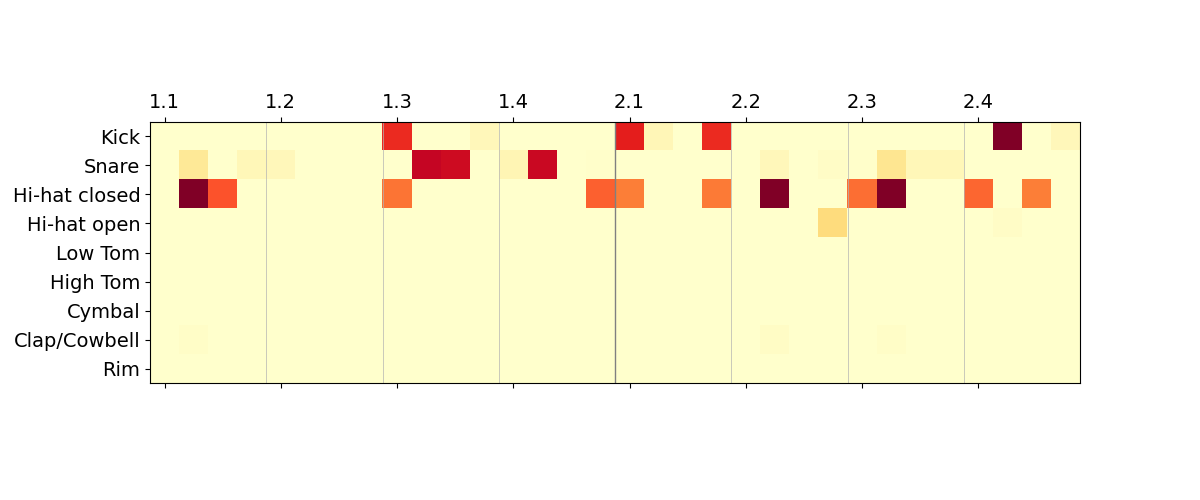 1.1 1.2 1.3 1.4 2.1 2.2 2.3 2.4
Kick
Snare
Hi-hat closed
Hi-hat open
Low Tom
High Tom
Cymbal
Clap/Cowbell
Rim